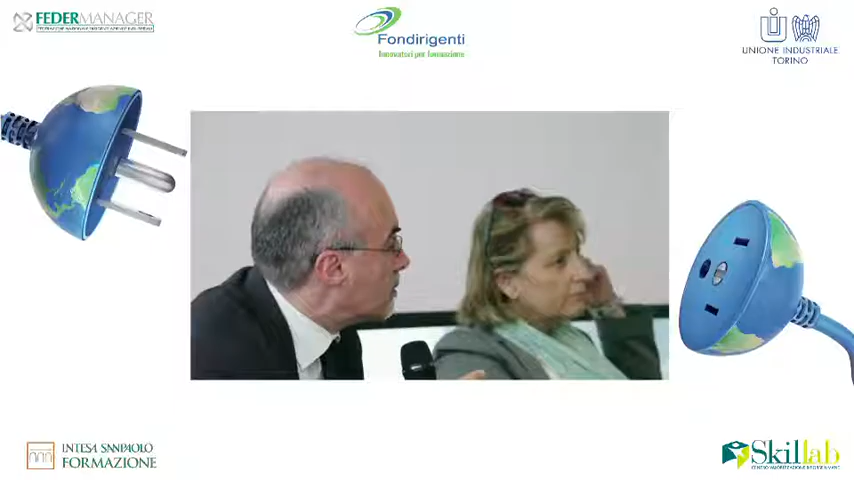 FEDERMANAGER
Fondirigenti
Innovatori per formazione
UNIONE INDUSTRIALE
TORINO
INTESA SANPAOLO
FORMAZIONE
Skillab